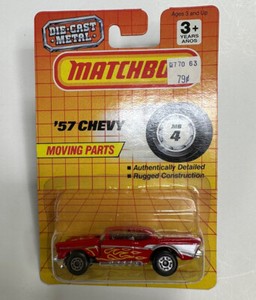 DIE-CAST
METAL
Ages 3 and Up
3+
YEARS
AÑOS
MATCHBO
0770 63
79¢
'57 CHEVY
MB
4
MOVING PARTS
▪ Authentically Detailed
▪ Rugged Construction